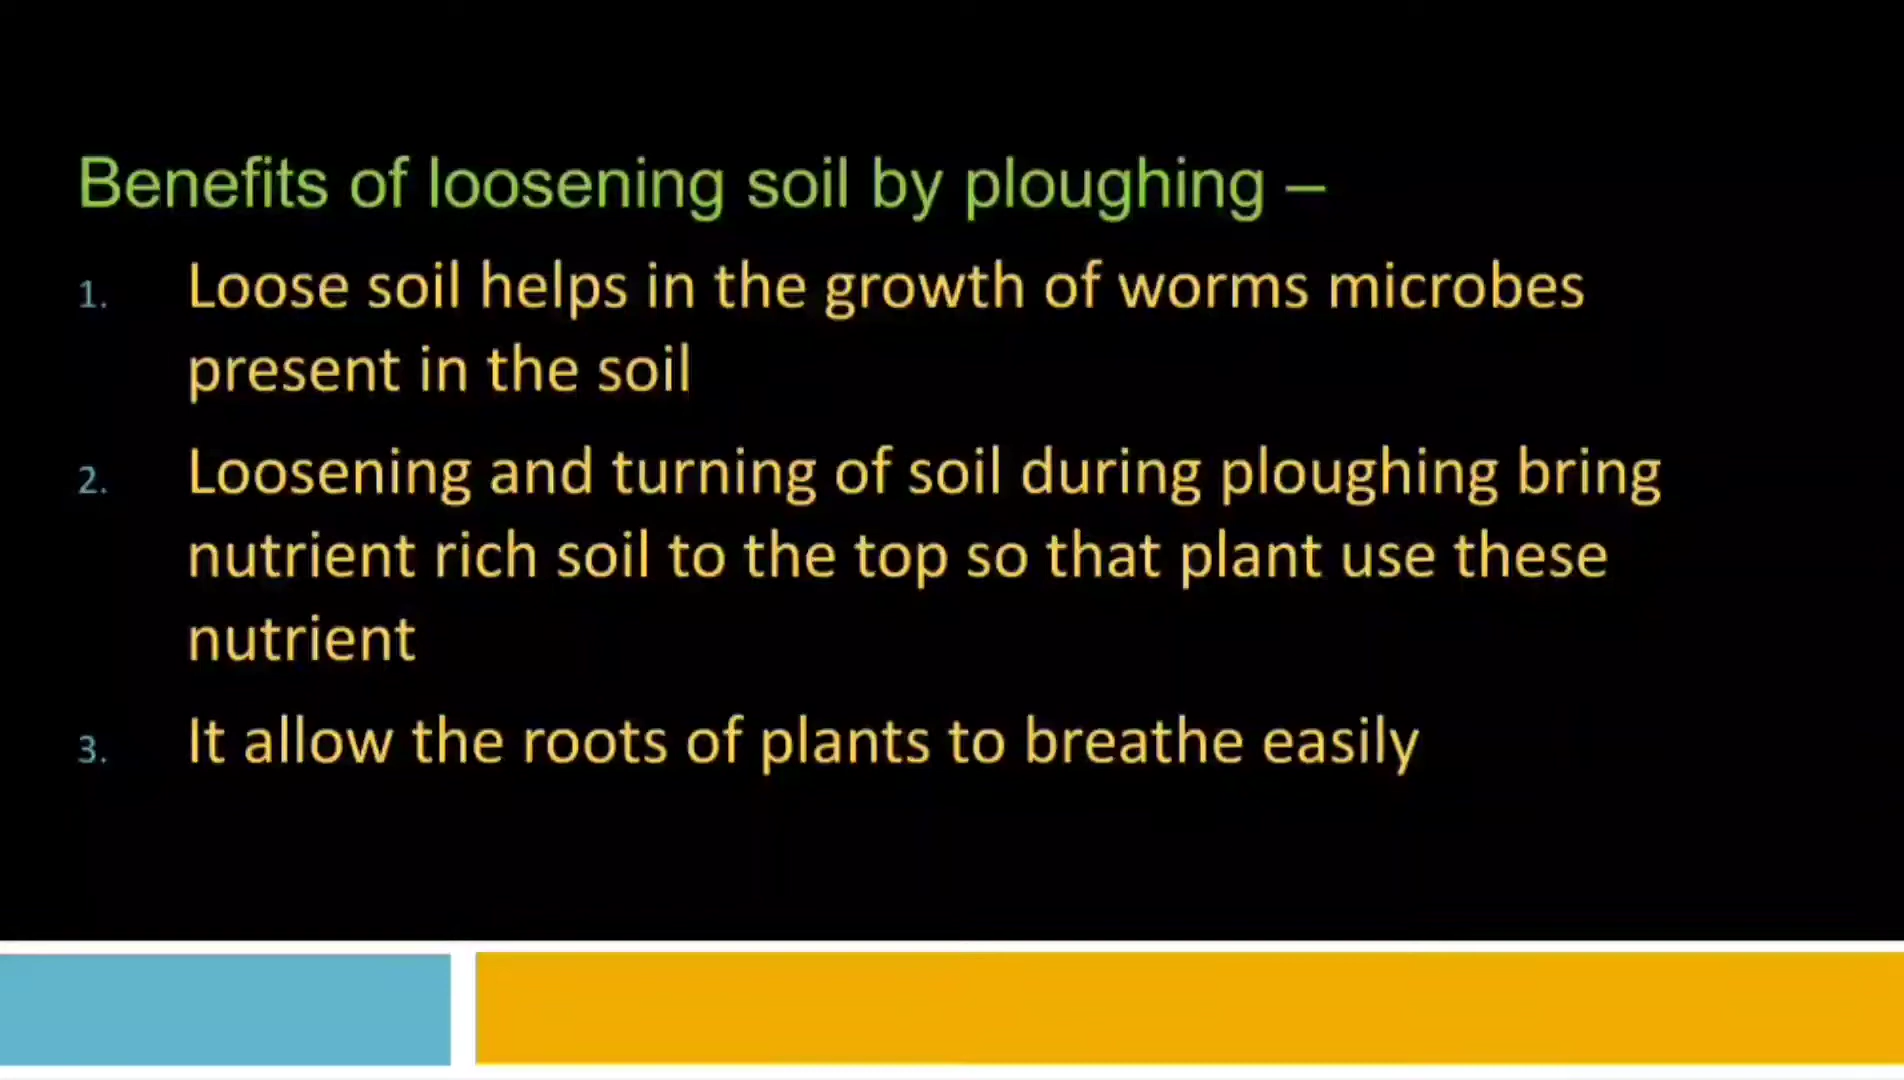 Benefits of loosening soil by ploughing –
1. Loose soil helps in the growth of worms microbes
present in the soil
2. Loosening and turning of soil during ploughing bring
nutrient rich soil to the top so that plant use these
nutrient
3. It allow the roots of plants to breathe easily